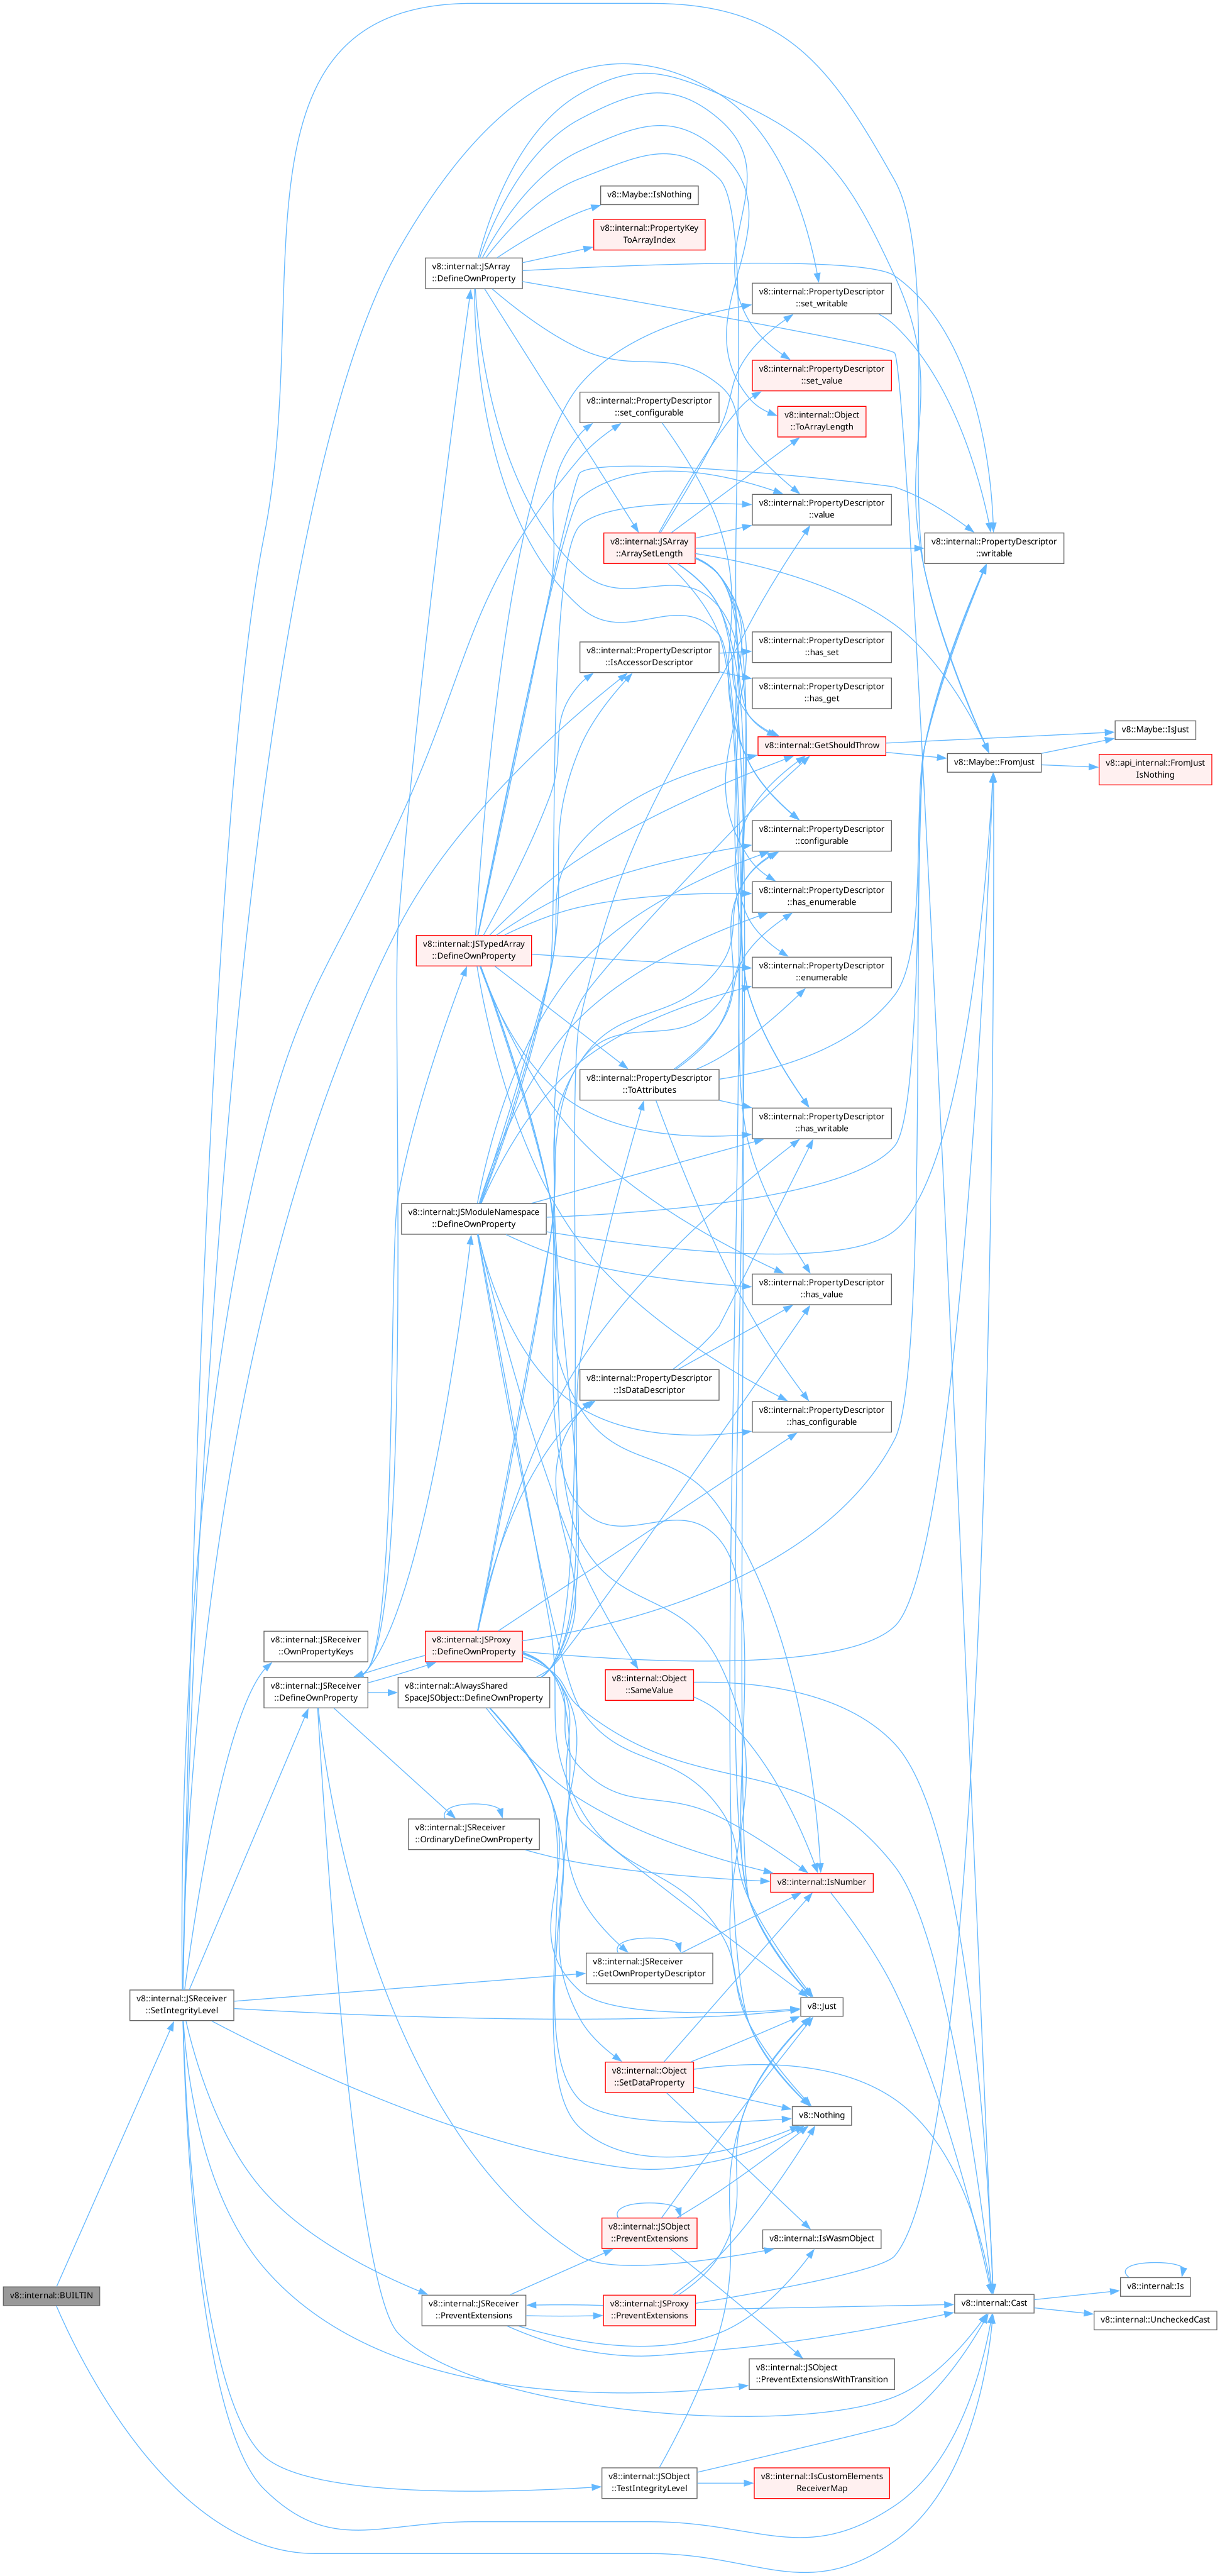 v8::Maybe::IsNothing
v8::internal::PropertyKey
ToArrayIndex
v8::internal::JSArray
::DefineOwnProperty
v8::internal::PropertyDescriptor
::set_writable
v8::internal::PropertyDescriptor
::set_value
v8::internal::PropertyDescriptor
::set_configurable
v8::internal::Object
::ToArrayLength
v8::internal::PropertyDescriptor
::value
v8::internal::JSArray
::ArraySetLength
v8::internal::PropertyDescriptor
::writable
v8::internal::PropertyDescriptor
::IsAccessorDescriptor
v8::internal::PropertyDescriptor
::has_set
v8::internal::PropertyDescriptor
::has_get
v8::Maybe::IsJust
v8::internal::GetShouldThrow
v8::Maybe::FromJust
v8::api_internal::FromJust
IsNothing
v8::internal::PropertyDescriptor
::configurable
v8::internal::PropertyDescriptor
::has_enumerable
v8::internal::JSTypedArray
::DefineOwnProperty
v8::internal::PropertyDescriptor
::enumerable
v8::internal::PropertyDescriptor
::ToAttributes
v8::internal::PropertyDescriptor
::has_writable
v8::internal::JSModuleNamespace
::DefineOwnProperty
v8::internal::PropertyDescriptor
::has_value
v8::internal::PropertyDescriptor
::IsDataDescriptor
v8::internal::PropertyDescriptor
::has_configurable
v8::internal::JSReceiver
::OwnPropertyKeys
v8::internal::JSProxy
::DefineOwnProperty
v8::internal::JSReceiver
::DefineOwnProperty
v8::internal::AlwaysShared
SpaceJSObject::DefineOwnProperty
v8::internal::Object
::SameValue
v8::internal::JSReceiver
::OrdinaryDefineOwnProperty
v8::internal::IsNumber
v8::internal::JSReceiver
::GetOwnPropertyDescriptor
v8::internal::JSReceiver
::SetIntegrityLevel
v8::Just
v8::internal::Object
::SetDataProperty
v8::Nothing
v8::internal::JSObject
::PreventExtensions
v8::internal::IsWasmObject
v8::internal::BUILTIN
v8::internal::JSReceiver
::PreventExtensions
v8::internal::JSProxy
::PreventExtensions
v8::internal::Cast
v8::internal::Is
v8::internal::UncheckedCast
v8::internal::JSObject
::PreventExtensionsWithTransition
v8::internal::JSObject
::TestIntegrityLevel
v8::internal::IsCustomElements
ReceiverMap